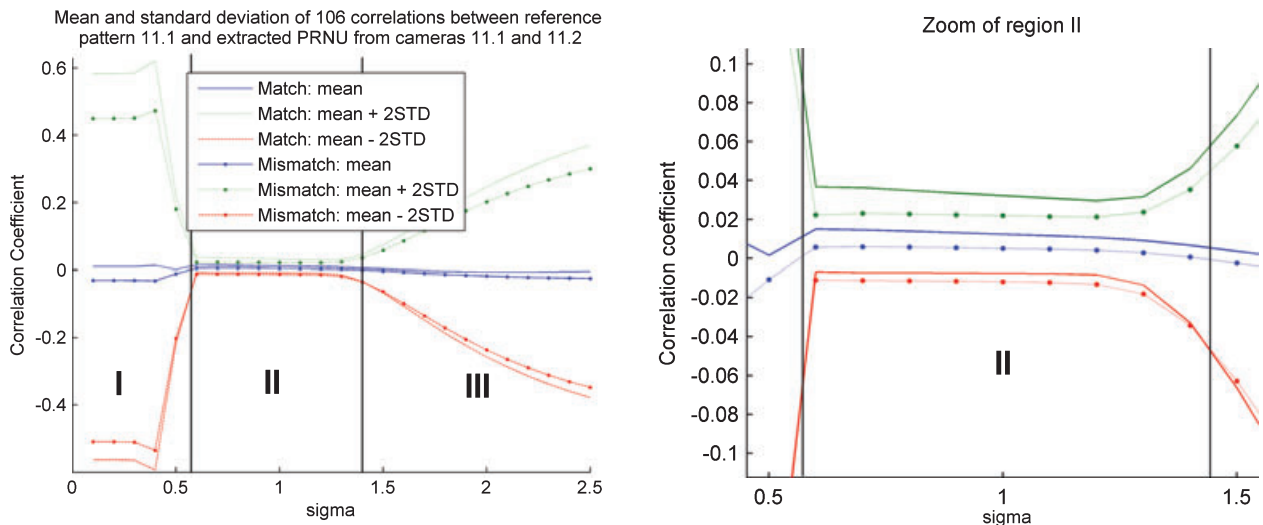 Mean and standard deviation of 106 correlations between reference
pattern 11.1 and extracted PRNU from cameras 11.1 and 11.2
0.6
0.4
0.2
0
-0.2
-0.4
Correlation Coefficient
Match: mean
Match: mean + 2STD
Match: mean - 2STD
Mismatch: mean
Mismatch: mean + 2STD
Mismatch: mean - 2STD
I
II
III
0
0.5
1
1.5
2
2.5
sigma
Zoom of region II
0.1
0.08
0.06
0.04
0.02
0
-0.02
-0.04
-0.06
-0.08
-0.1
Correlation coefficient
II
0.5
1
1.5
sigma